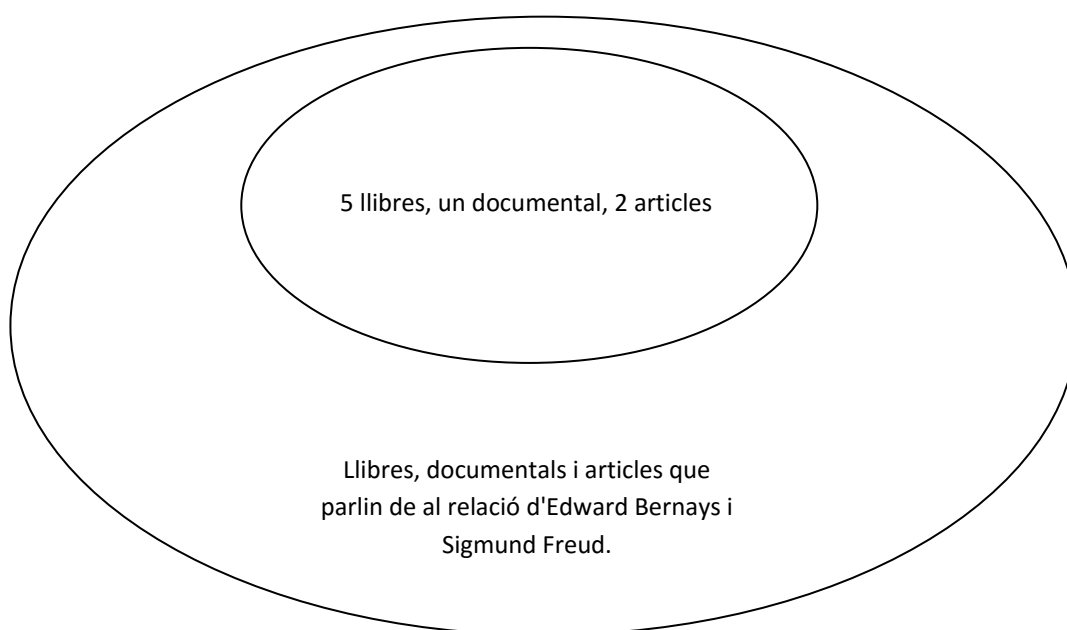 5 llibres, un documental, 2 articles
Llibres, documentals i articles que
parlin de al relació d'Edward Bernays i
Sigmund Freud.